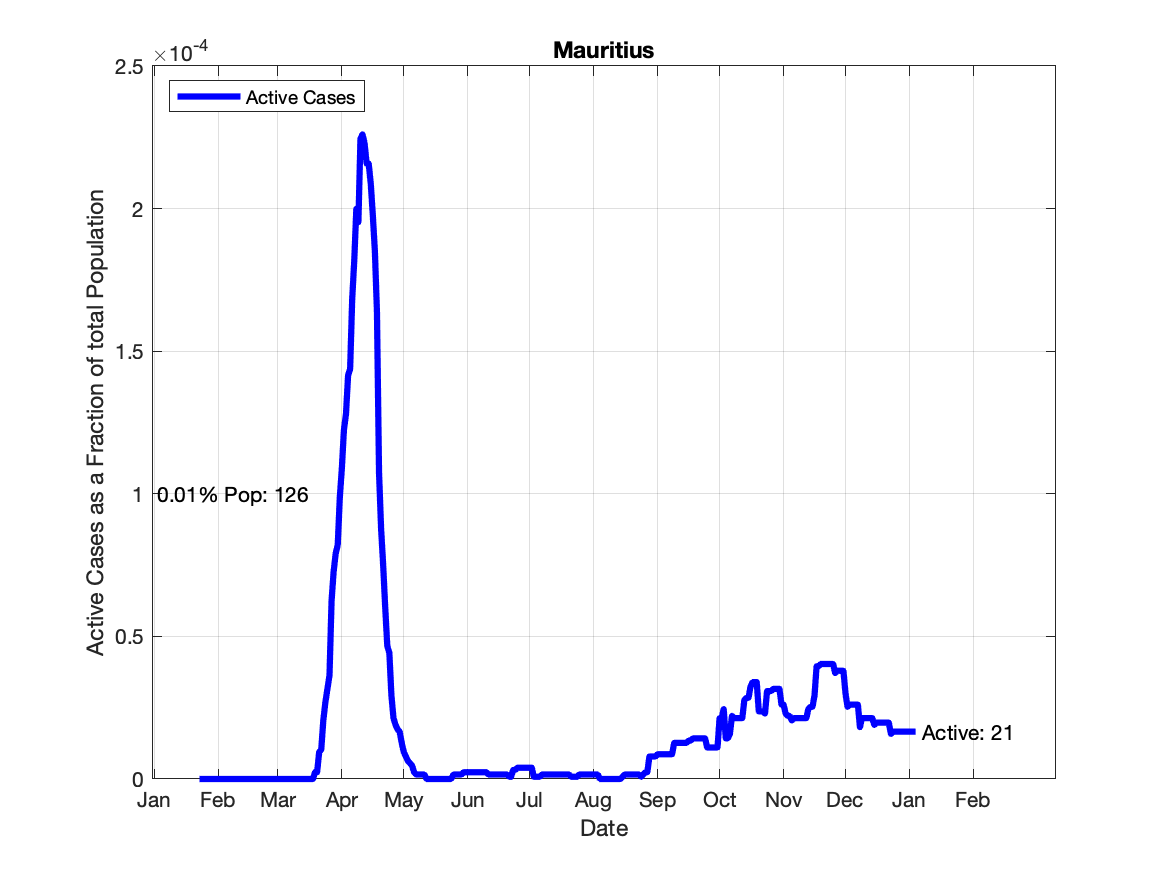 Mauritius
×10-4
Active Cases
2.5
2
1.5
1
0.5
0
0.01% Pop: 126
Active: 21
Active Cases as a Fraction of total Population
Jan Feb Mar Apr May Jun Jul Aug Sep Oct Nov Dec Jan Feb
Date